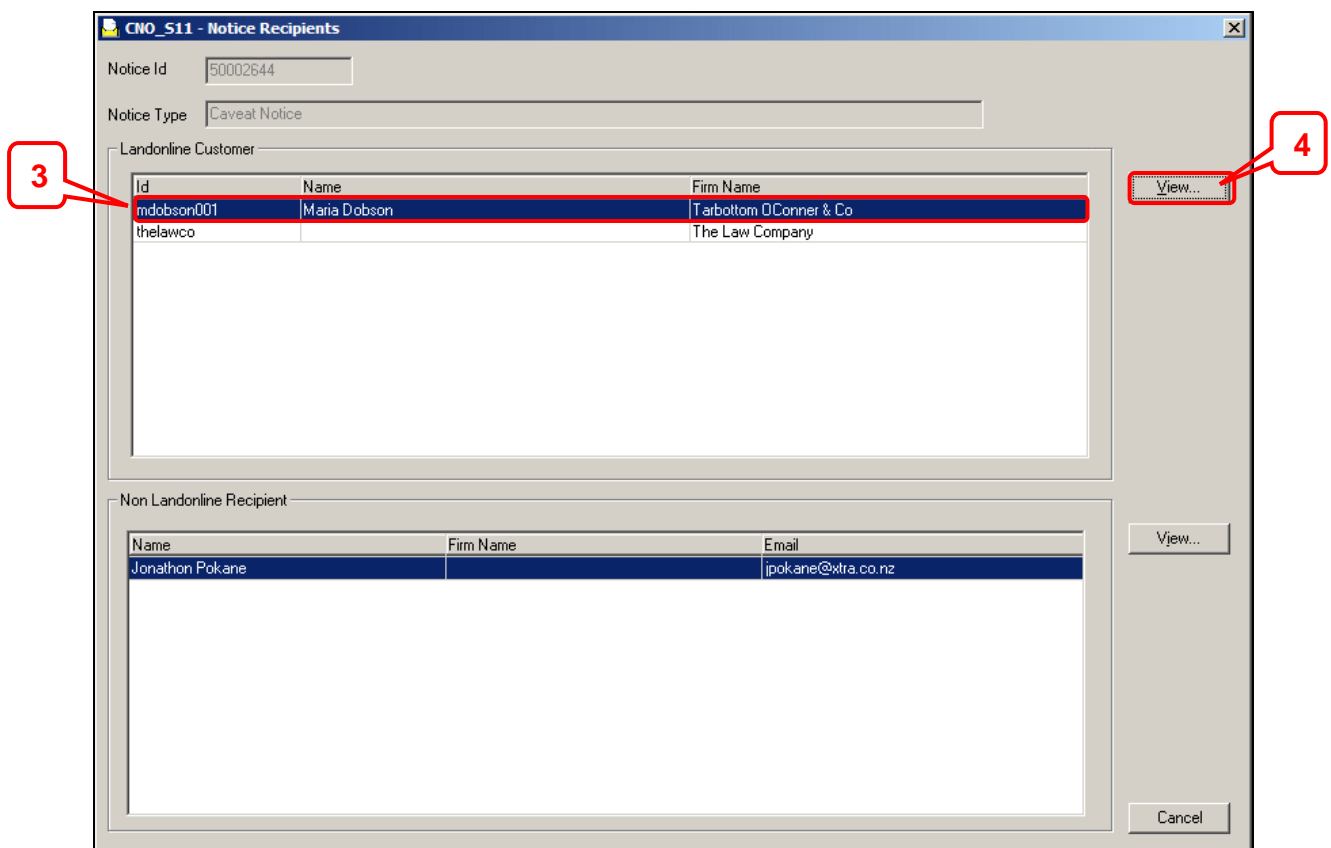 CNO_S11 - Notice Recipients
Notice Id 50002644
Notice Type Caveat Notice
Landonline Customer
3
4
Id Name Firm Name
View...
mdobson001 Maria Dobson Tarbottom OConner & Co
thelawco The Law Company
Non Landonline Recipient
Name Firm Name Email
View...
Jonathon Pokane jpokane@xtra.co.nz
Cancel